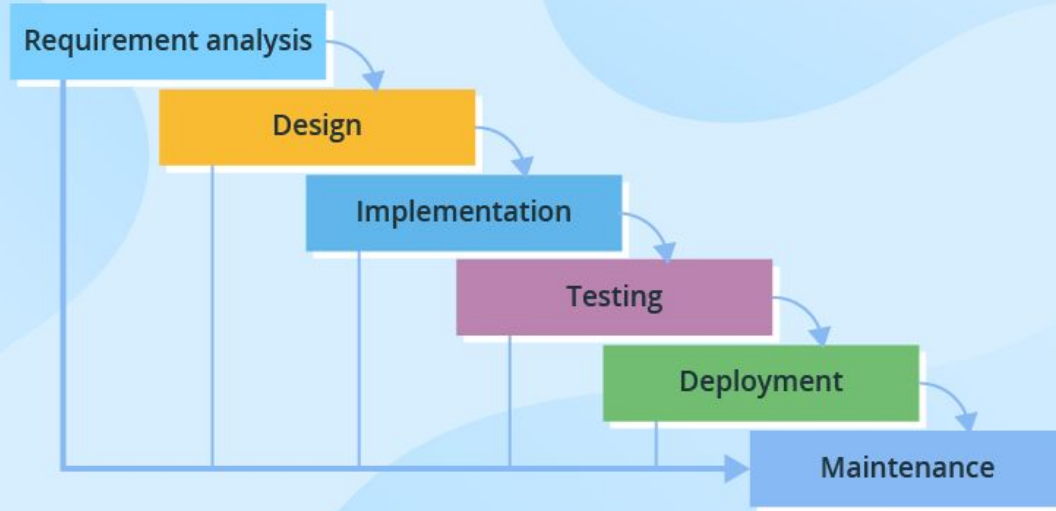 Requirement analysis
Design
Implementation
Testing
Deployment
Maintenance